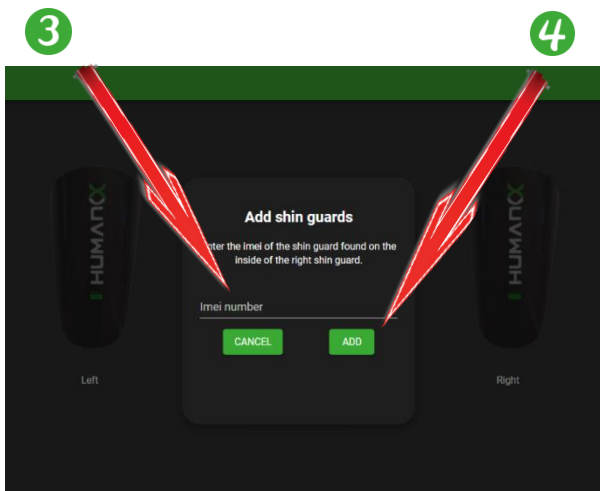 3
4
Add shin guards
Enter the imei of the shin guard found on the
inside of the right shin guard.
HUMANOX
HUMANOX
Imei number
CANCEL
ADD
Left
Right